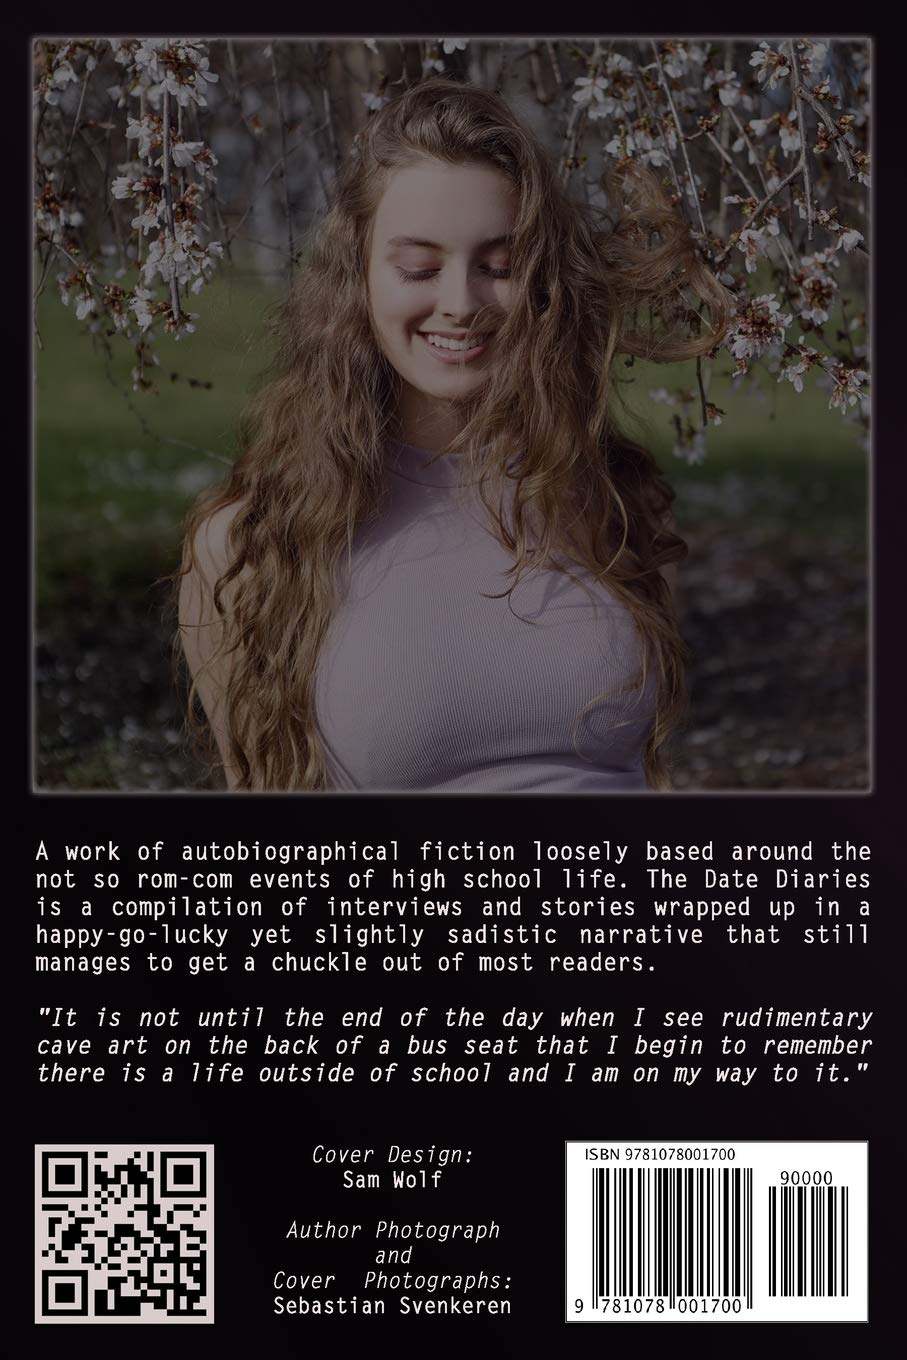 A work of autobiographical fiction loosely based around the
not so rom-com events of high school life. The Date Diaries
is a compilation of interviews and stories wrapped up in a
happy-go-lucky yet slightly sadistic narrative that still
manages to get a chuckle out of most readers.
"It is not until the end of the day when I see rudimentary
cave art on the back of a bus seat that I begin to remember
there is a life outside of school and I am on my way to it."
Cover Design:
Sam Wolf
Author Photograph
and
Cover Photographs:
Sebastian Svenkeren
ISBN 9781078001700
90000
9 781078 001700